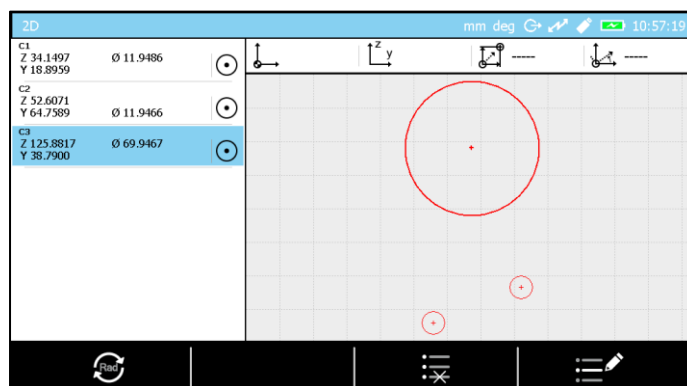 2D mm deg 10:57:19
C1
Z 34.1497 Ø 11.9486
Y 18.8959
C2
Z 52.6071
Y 64.7589 Ø 11.9466
C3
Z 125.8817 Ø 69.9467
Y 38.7900
z
y
-----
-----
Rad